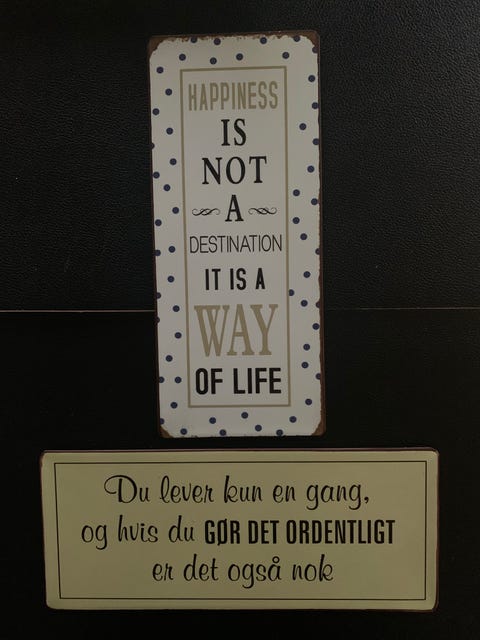 HAPPINESS
IS
NOT
A
DESTINATION
IT IS A
WAY
OF LIFE
Du lever kun en gang,
og hvis du GØR DET ORDENTLIGT
er det også nok